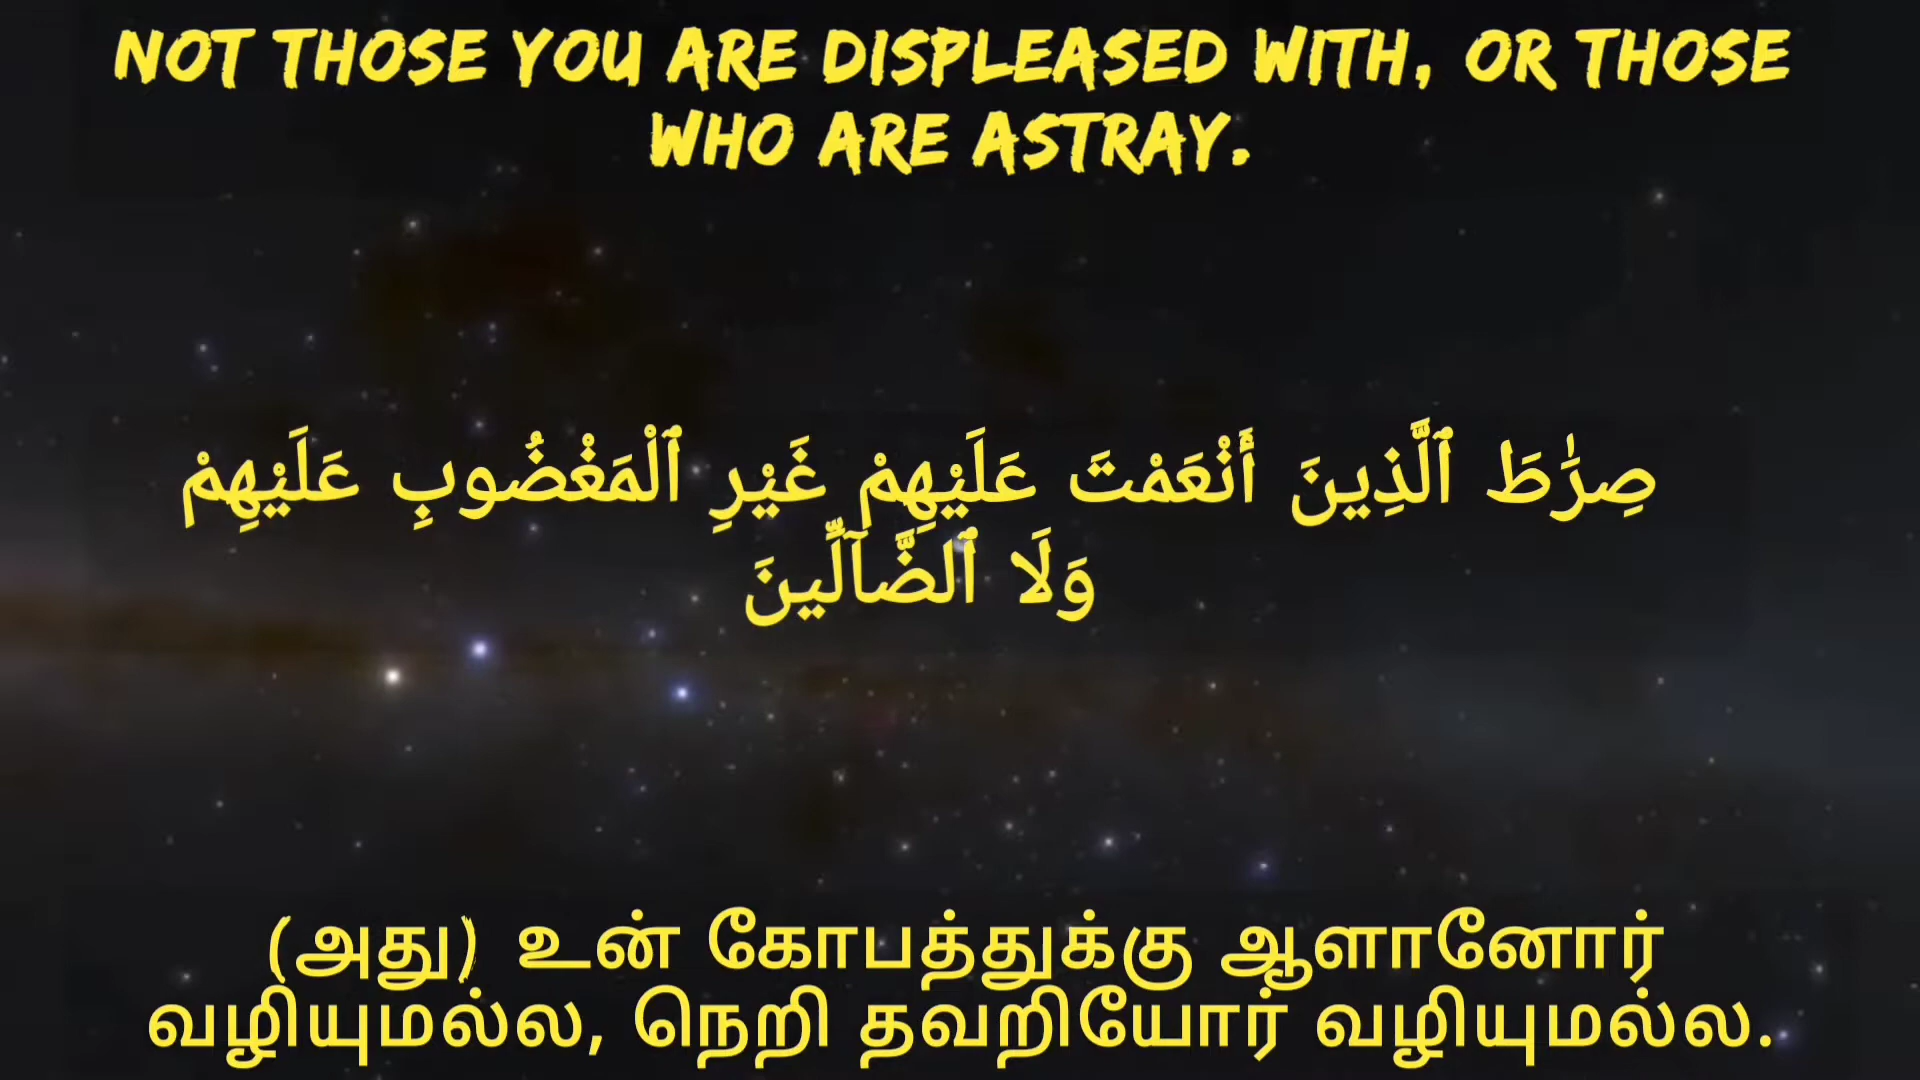 NOT THOSE YOU ARE DISPLEASED WITH, OR THOSE
WHO ARE ASTRAY.
صِرَٰطَ ٱلَّذِينَ أَنْعَمْتَ عَلَيْهِمْ غَيْرِ ٱلْمَغْضُوبِ عَلَيْهِمْ
وَلَا ٱلضَّآلِّينَ
(அது) உன் கோபத்துக்கு ஆளானோர்
வழியுமல்ல, நெறி தவறியோர் வழியுமல்ல.